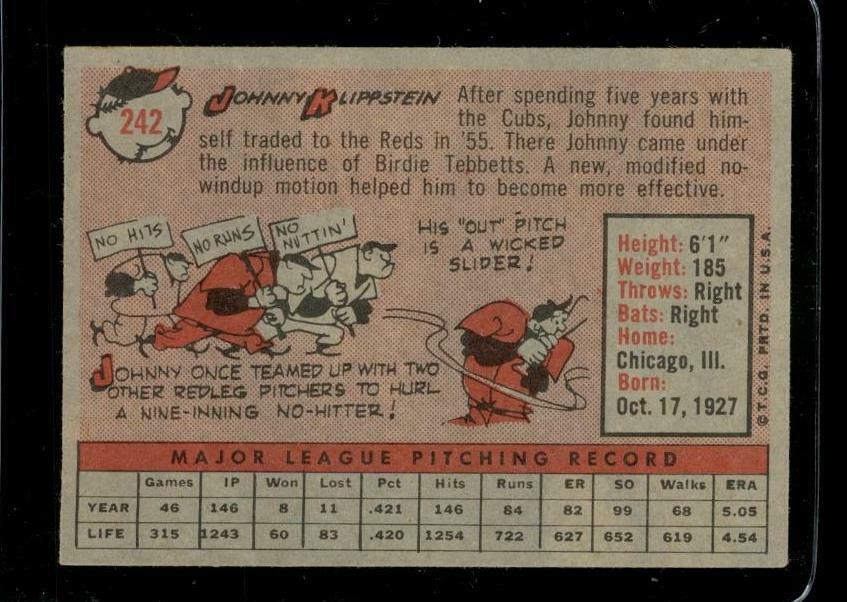 242
JOHNNY KLIPPSTEIN After spending five years with
the Cubs, Johnny found him-
self traded to the Reds in '55. There Johnny came under
the influence of Birdie Tebbetts. A new, modified no-
windup motion helped him to become more effective.
NO HITS
NO RUNS
NO NUTTIN'
JOHNNY ONCE TEAMED UP WITH TWO
OTHER REDLEG PITCHERS TO HURL
A NINE-INNING NO-HITTER!
HIS "OUT" PITCH
IS A WICKED
SLIDER!
Height: 6'1"
Weight: 185
Throws: Right
Bats: Right
Home:
Chicago, Ill.
Born:
Oct. 17, 1927
© T.C.G. PRTD. IN U.S.A.
MAJOR LEAGUE PITCHING RECORD
Games IP Won Lost Pct Hits Runs ER SO Walks ERA
YEAR 46 146 8 11 .421 146 84 82 99 68 5.05
LIFE 315 1243 60 83 .420 1254 722 627 652 619 4.54